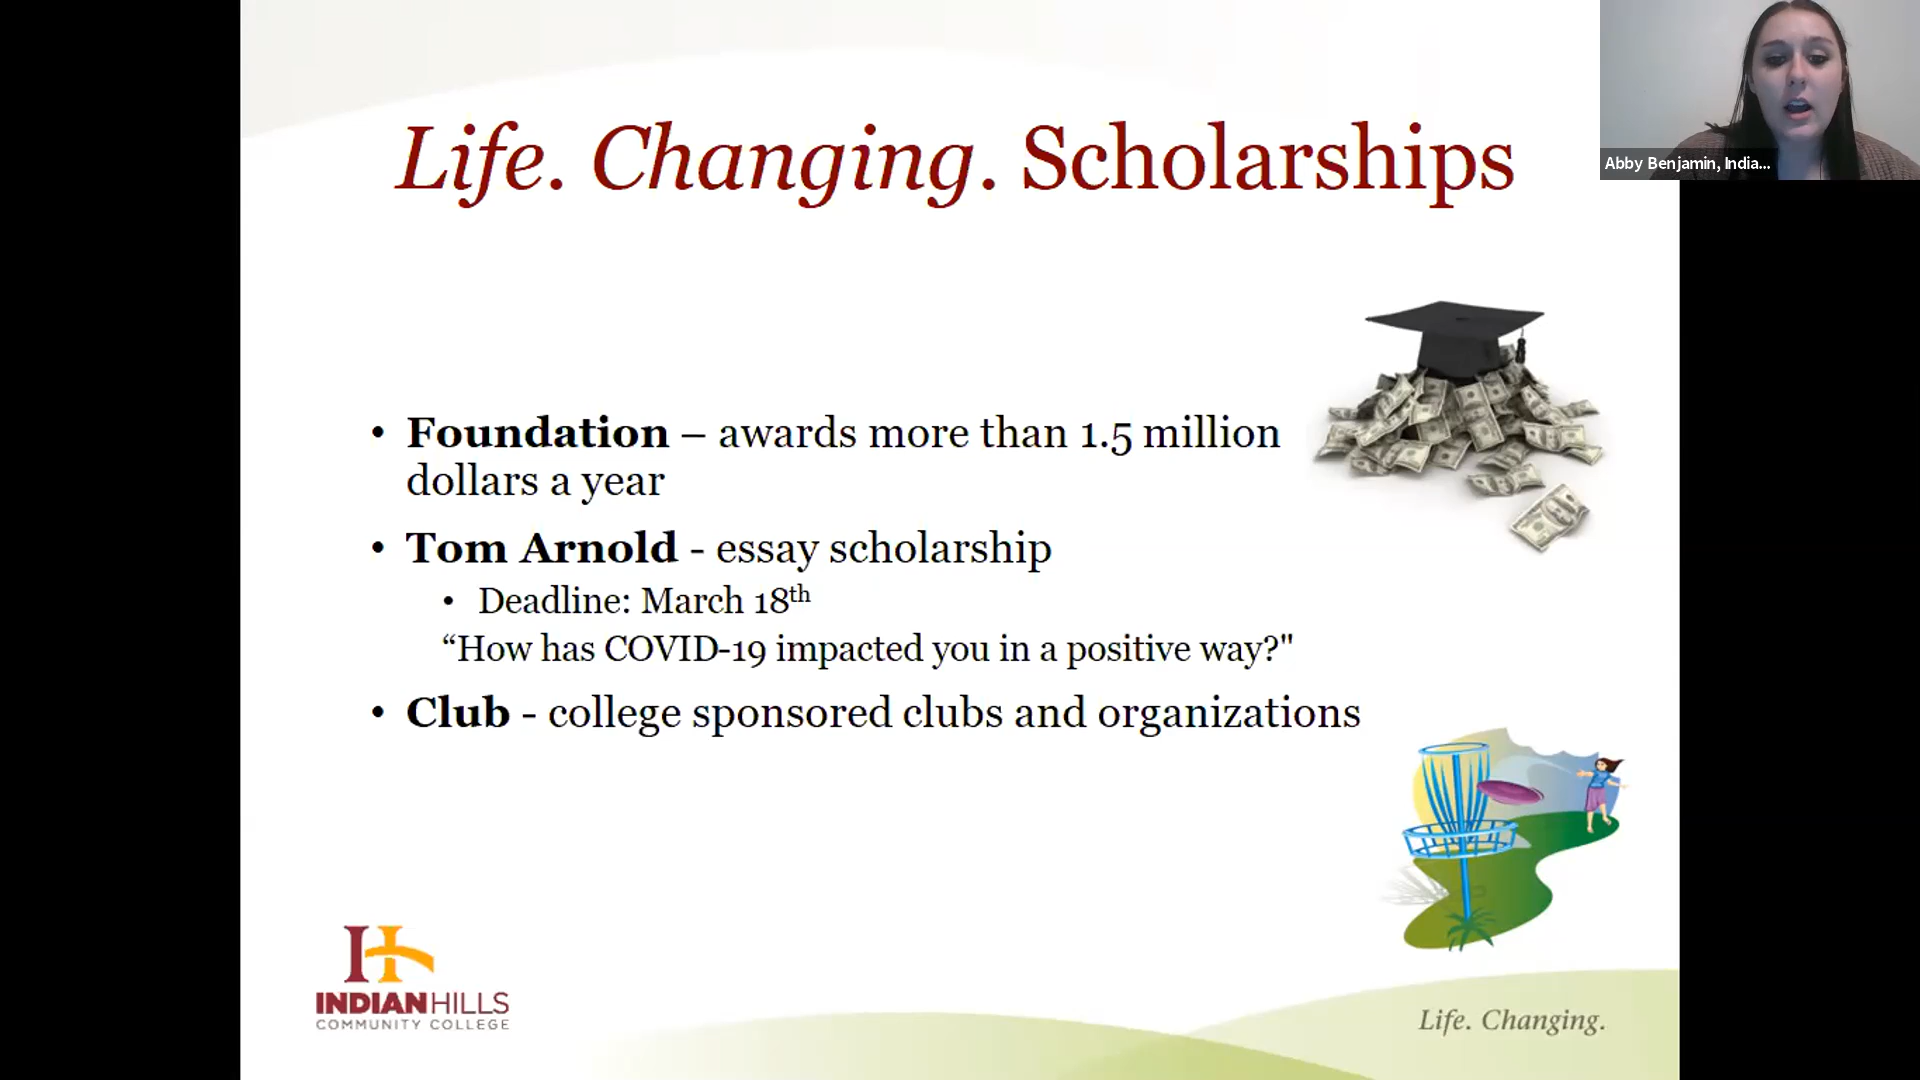 Life. Changing. Scholarships
Abby Benjamin, India...
• Foundation – awards more than 1.5 million
dollars a year
• Tom Arnold - essay scholarship
• Deadline: March 18th
“How has COVID-19 impacted you in a positive way?"
• Club - college sponsored clubs and organizations
INDIAN HILLS
COMMUNITY COLLEGE
Life. Changing.